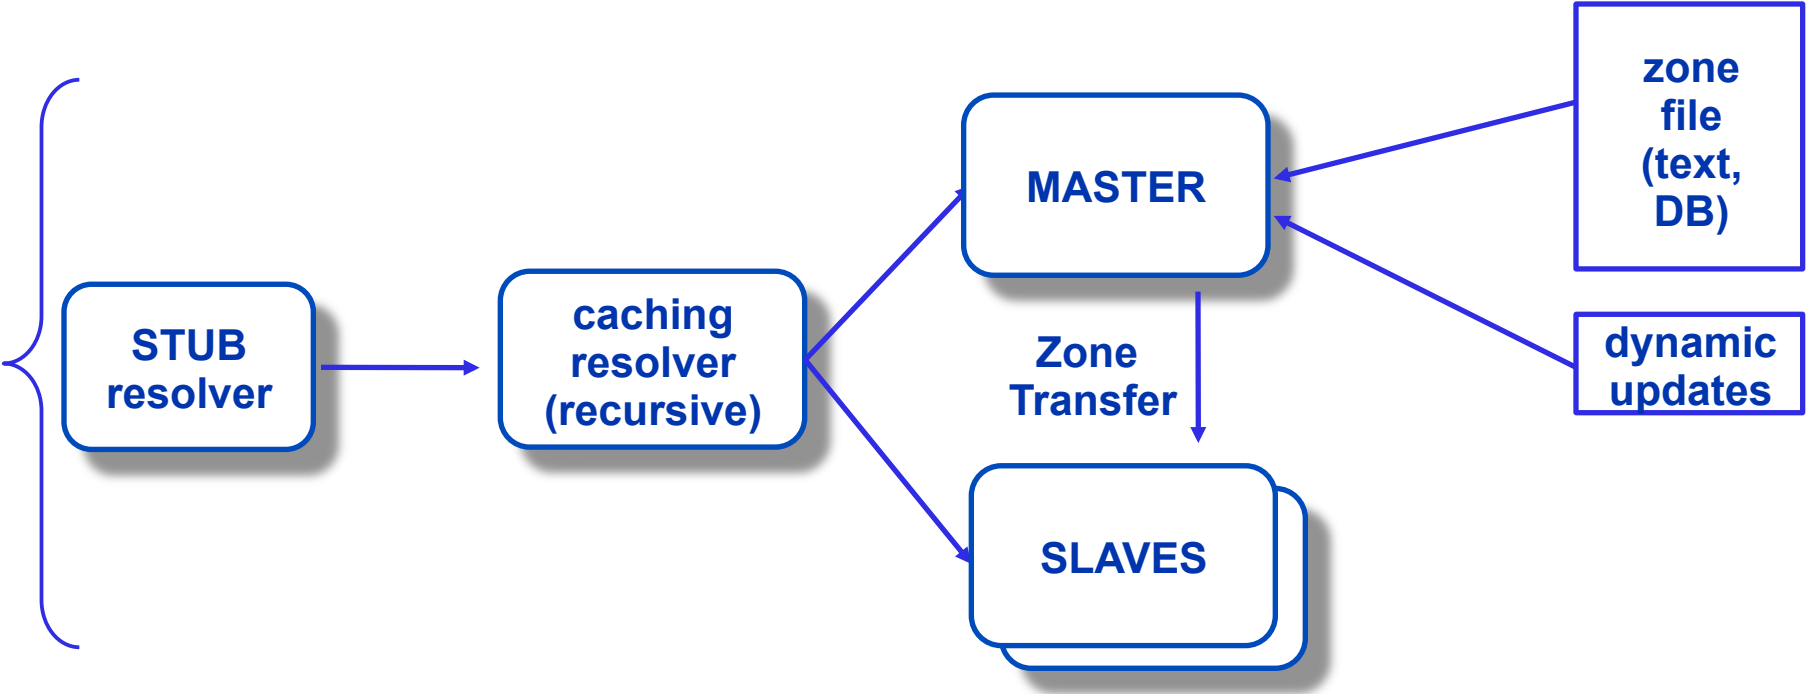 STUB
resolver
caching
resolver
(recursive)
MASTER
Zone
Transfer
SLAVES
zone
file
(text,
DB)
dynamic
updates